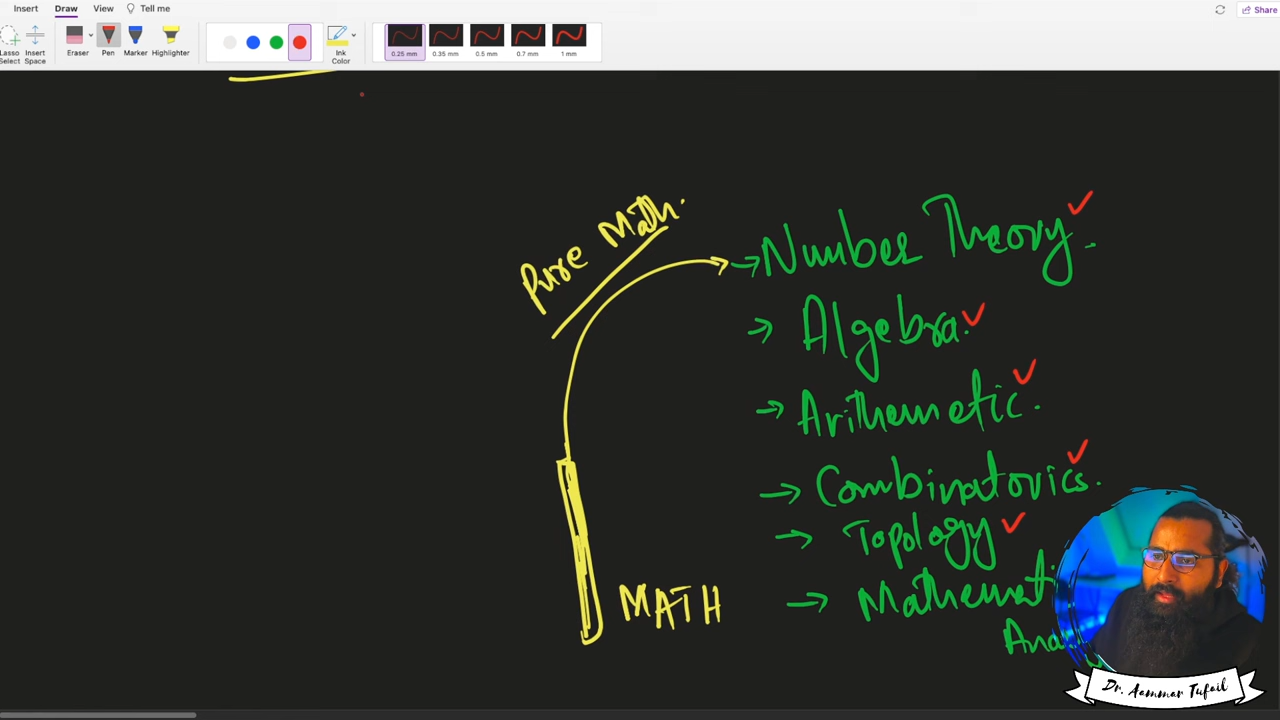 Insert Draw View Tell me
Share
Lasso Select
Insert Space
Eraser
Pen
Marker
Highlighter
Ink Color
0.25 mm
0.35 mm
0.5 mm
0.7 mm
1 mm
Pure Math.
→ Number Theory.
→ Algebra.
→ Arithemetic.
→ Combinatorics.
→ Topology
→ Mathemati
Ana
MATH
Dr. Aammar Tufail